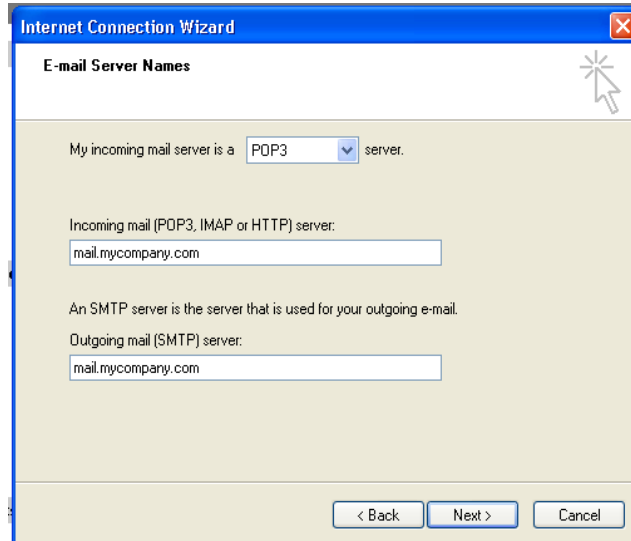 Internet Connection Wizard
E-mail Server Names
My incoming mail server is a POP3 server.
Incoming mail (POP3, IMAP or HTTP) server:
mail.mycompany.com
An SMTP server is the server that is used for your outgoing e-mail.
Outgoing mail (SMTP) server:
mail.mycompany.com
< Back Next > Cancel